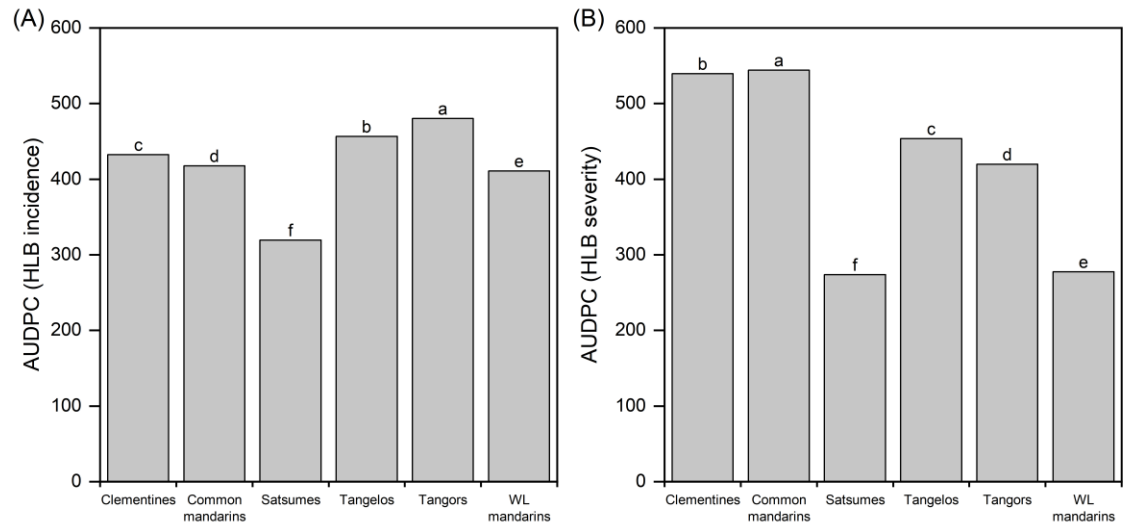 (A)
AUDPC (HLB incidence)
600
500
400
300
200
100
0
c
d
f
b
a
e
Clementines
Common
mandarins
Satsumes
Tangelos
Tangors
WL
mandarins
(B)
AUDPC (HLB severity)
600
500
400
300
200
100
0
b
a
f
c
d
e
Clementines
Common
mandarins
Satsumes
Tangelos
Tangors
WL
mandarins